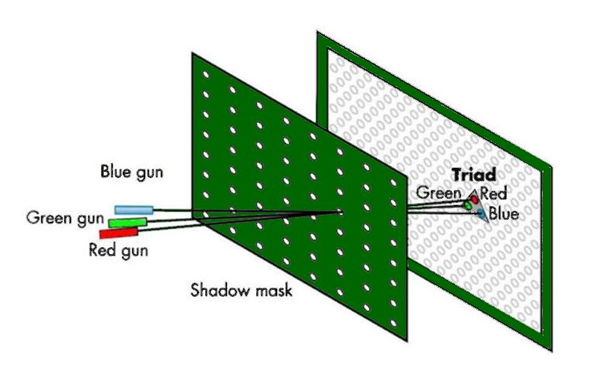 Blue gun
Green gun
Red gun
Shadow mask
Triad
Green Red
Blue